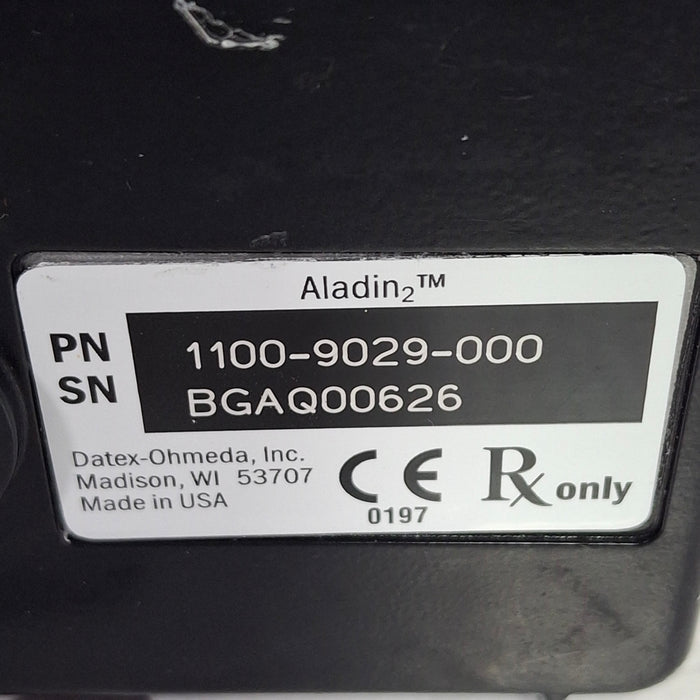 Aladin₂™
PN 1100-9029-000
SN BGAQ00626
Datex-Ohmeda, Inc.
Madison, WI 53707
Made in USA
CE
0197
Rx only